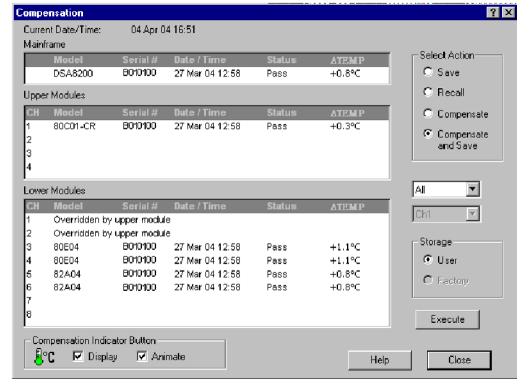 Compensation
Current Date/Time: 04 Apr 04 16:51
Mainframe
Model Serial # Date / Time Status ΔTEMP
DSA8200 B010100 27 Mar 04 12:58 Pass +0.8°C
Upper Modules
CH Model Serial # Date / Time Status ΔTEMP
1 80C01-CR B010100 27 Mar 04 12:58 Pass +0.3°C
2
3
4
Lower Modules
CH Model Serial # Date / Time Status ΔTEMP
1 Overridden by upper module
2 Overridden by upper module
3 80E04 B010100 27 Mar 04 12:58 Pass +1.1°C
4 80E04 B010100 27 Mar 04 12:58 Pass +1.1°C
5 82A04 B010100 27 Mar 04 12:58 Pass +0.8°C
6 82A04 B010100 27 Mar 04 12:58 Pass +0.8°C
7
8
Compensation Indicator Button
°C Display Animate
Select Action
Save
Recall
Compensate
Compensate
and Save
All
Ch1
Storage
User
Factory
Execute
Help Close